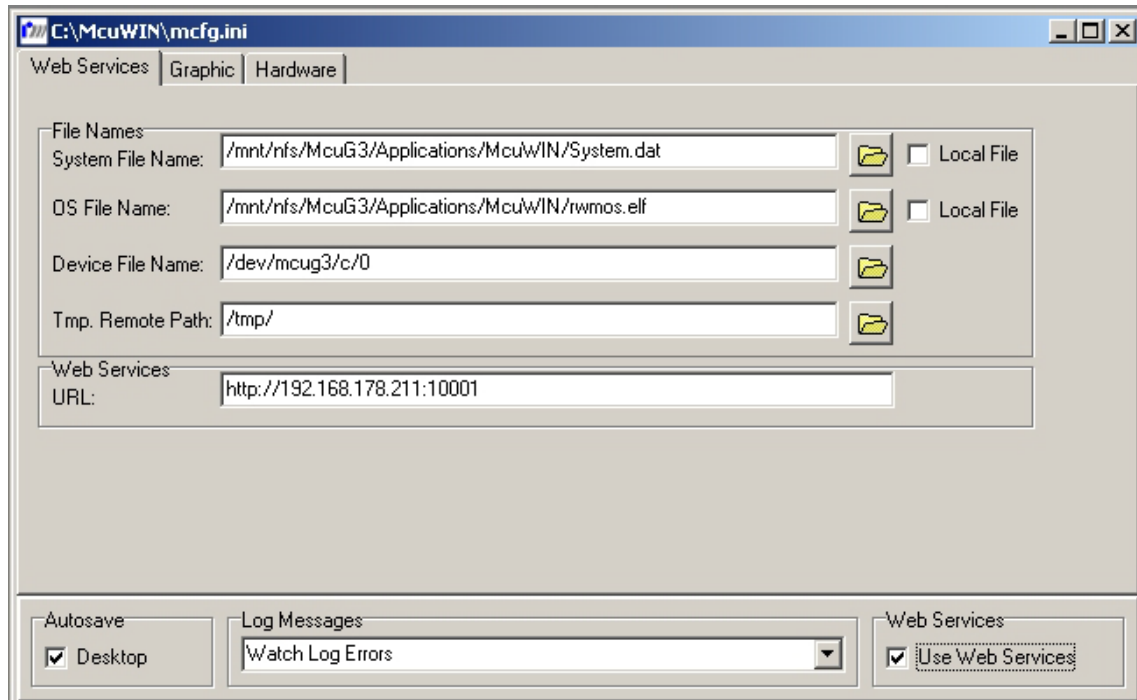 C:\McuWIN\mcfg.ini
Web Services Graphic Hardware
File Names
System File Name: /mnt/nfs/McuG3/Applications/McuWIN/System.dat Local File
OS File Name: /mnt/nfs/McuG3/Applications/McuWIN/rwmos.elf Local File
Device File Name: /dev/mcug3/c/0
Tmp. Remote Path: /tmp/
Web Services
URL: http://192.168.178.211:10001
Autosave Log Messages Web Services
Desktop Watch Log Errors Use Web Services